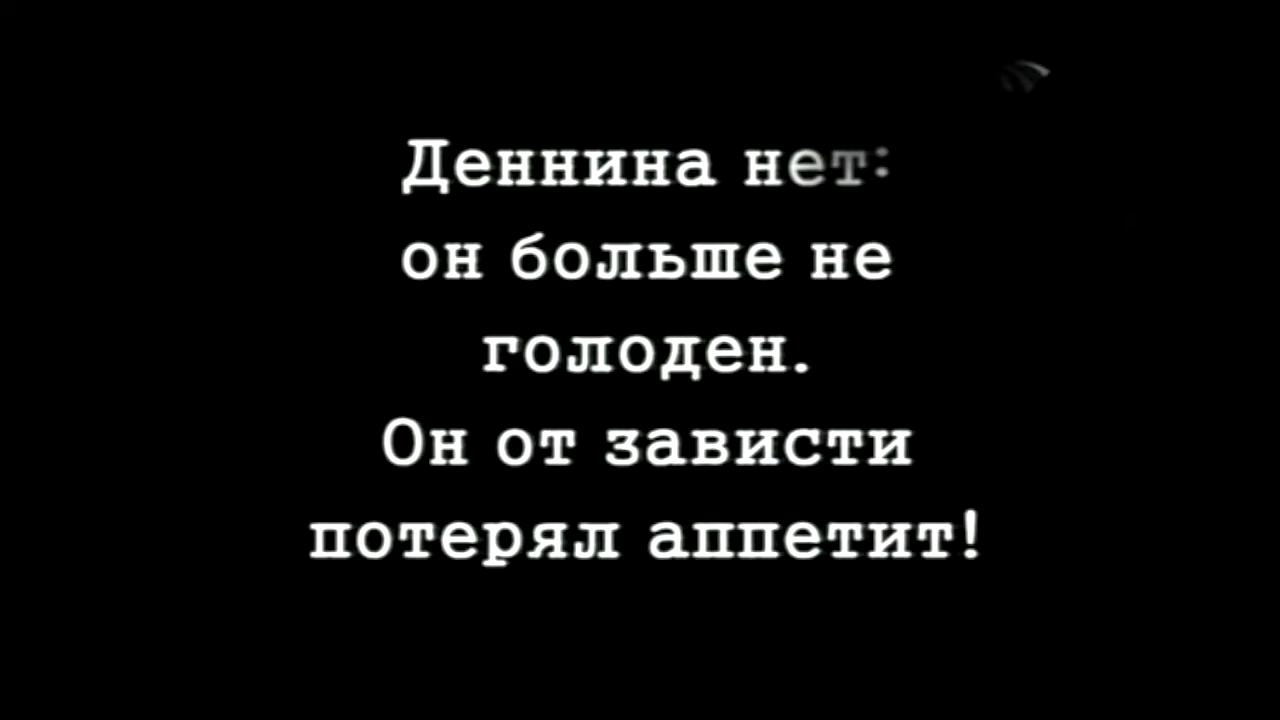 Деннина нет:
он больше не
голоден.
Он от зависти
потерял аппетит!